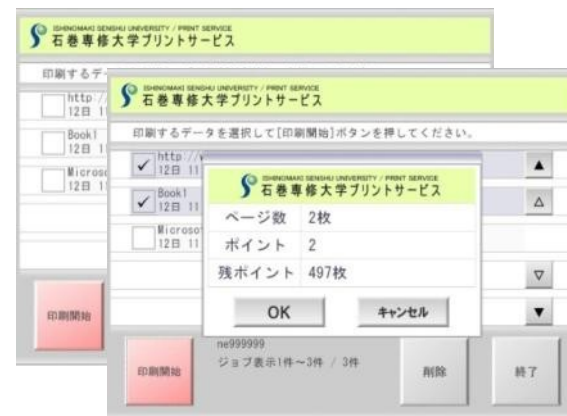 ISHINOMAKI SENSHU UNIVERSITY / PRINT SERVICE
石巻専修大学プリントサービス
印刷するデー
http://
12日 11
Book1
12日 11
Microso
12日 11
印刷開始
ISHINOMAKI SENSHU UNIVERSITY / PRINT SERVICE
石巻専修大学プリントサービス
印刷するデータを選択して[印刷開始]ボタンを押してください。
http://w
12日 11
Book1
12日 11
Microso
12日 11
ISHINOMAKI SENSHU UNIVERSITY / PRINT SERVICE
石巻専修大学プリントサービス
ページ数 2枚
ポイント 2
残ポイント 497枚
OK キャンセル
ne999999
ジョブ表示1件~3件 / 3件
印刷開始 削除 終了